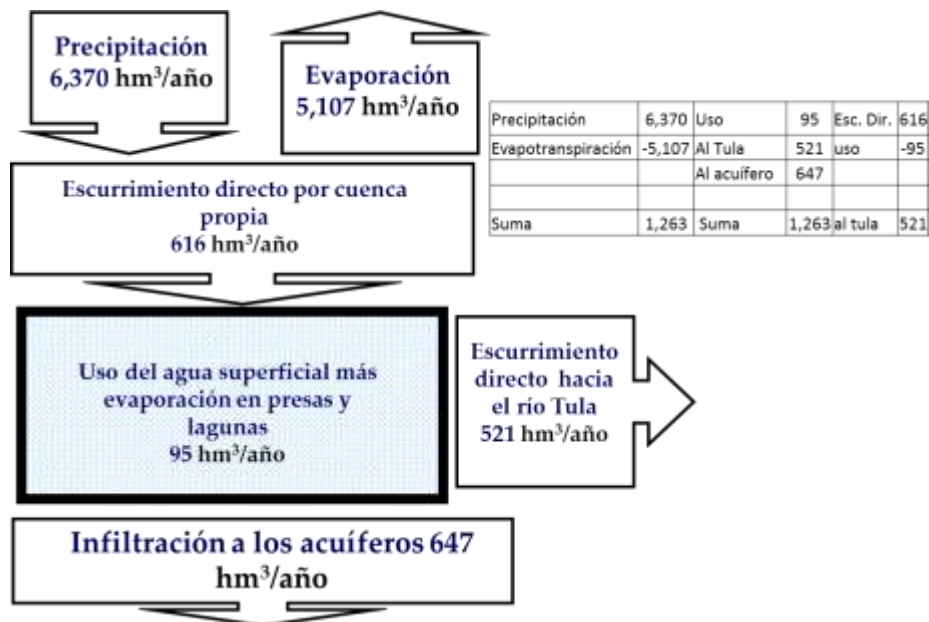 Precipitación
6,370 hm³/año
Evaporación
5,107 hm³/año
Precipitación 6,370 Uso 95 Esc. Dir. 616
Evapotranspiración -5,107 Al Tula 521 uso -95
Al acuífero 647
Suma 1,263 Suma 1,263 al tula 521
Escurrimiento directo por cuenca
propia
616 hm³/año
Uso del agua superficial más
evaporación en presas y
lagunas
95 hm³/año
Escurrimiento
directo hacia
el río Tula
521 hm³/año
Infiltración a los acuíferos 647
hm³/año